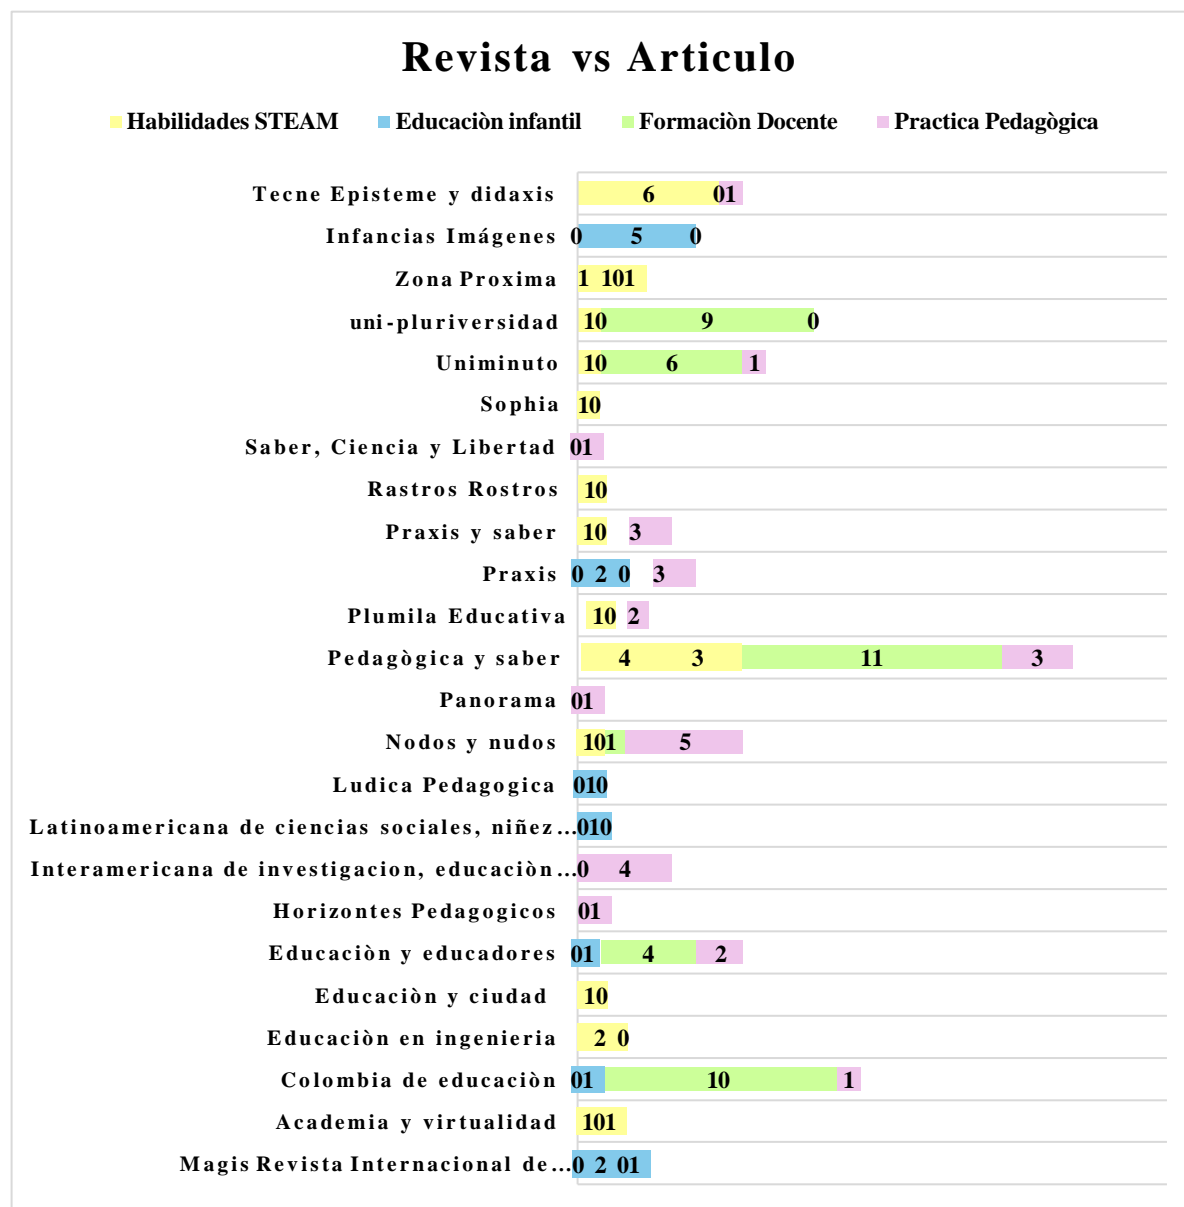 Revista vs Articulo
Habilidades STEAM Educaciòn infantil Formaciòn Docente Practica Pedagògica
Tecne Episteme y didaxis 6 01
Infancias Imágenes 0 5 0
Zona Proxima 1 101
uni-pluriversidad 10 9 0
Uniminuto 10 6 1
Sophia 10
Saber, Ciencia y Libertad 01
Rastros Rostros 10
Praxis y saber 10 3
Praxis 0 2 0 3
Plumila Educativa 10 2
Pedagògica y saber 4 3 11 3
Panorama 01
Nodos y nudos 101 5
Ludica Pedagogica 010
Latinoamericana de ciencias sociales, niñez... 010
Interamericana de investigacion, educaciòn... 0 4
Horizontes Pedagogicos 01
Educaciòn y educadores 01 4 2
Educaciòn y ciudad 10
Educaciòn en ingenieria 2 0
Colombia de educaciòn 01 10 1
Academia y virtualidad 101
Magis Revista Internacional de... 0 2 01